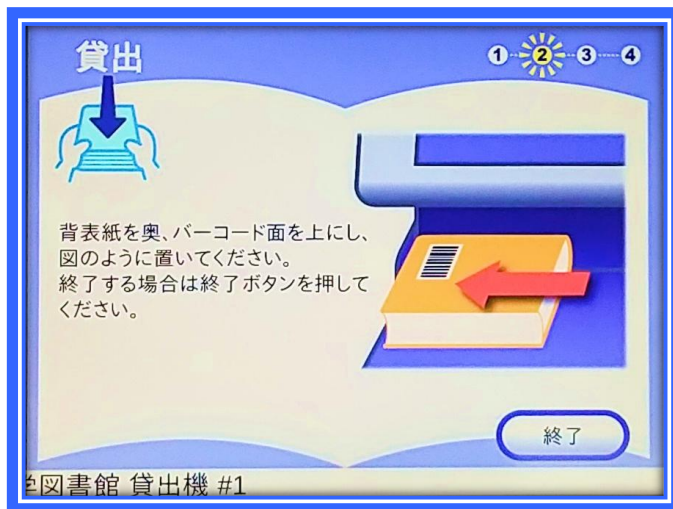 貸出
1 2 3 4
背表紙を奥、バーコード面を上にし、
図のように置いてください。
終了する場合は終了ボタンを押して
ください。
終了
学図書館 貸出機 #1